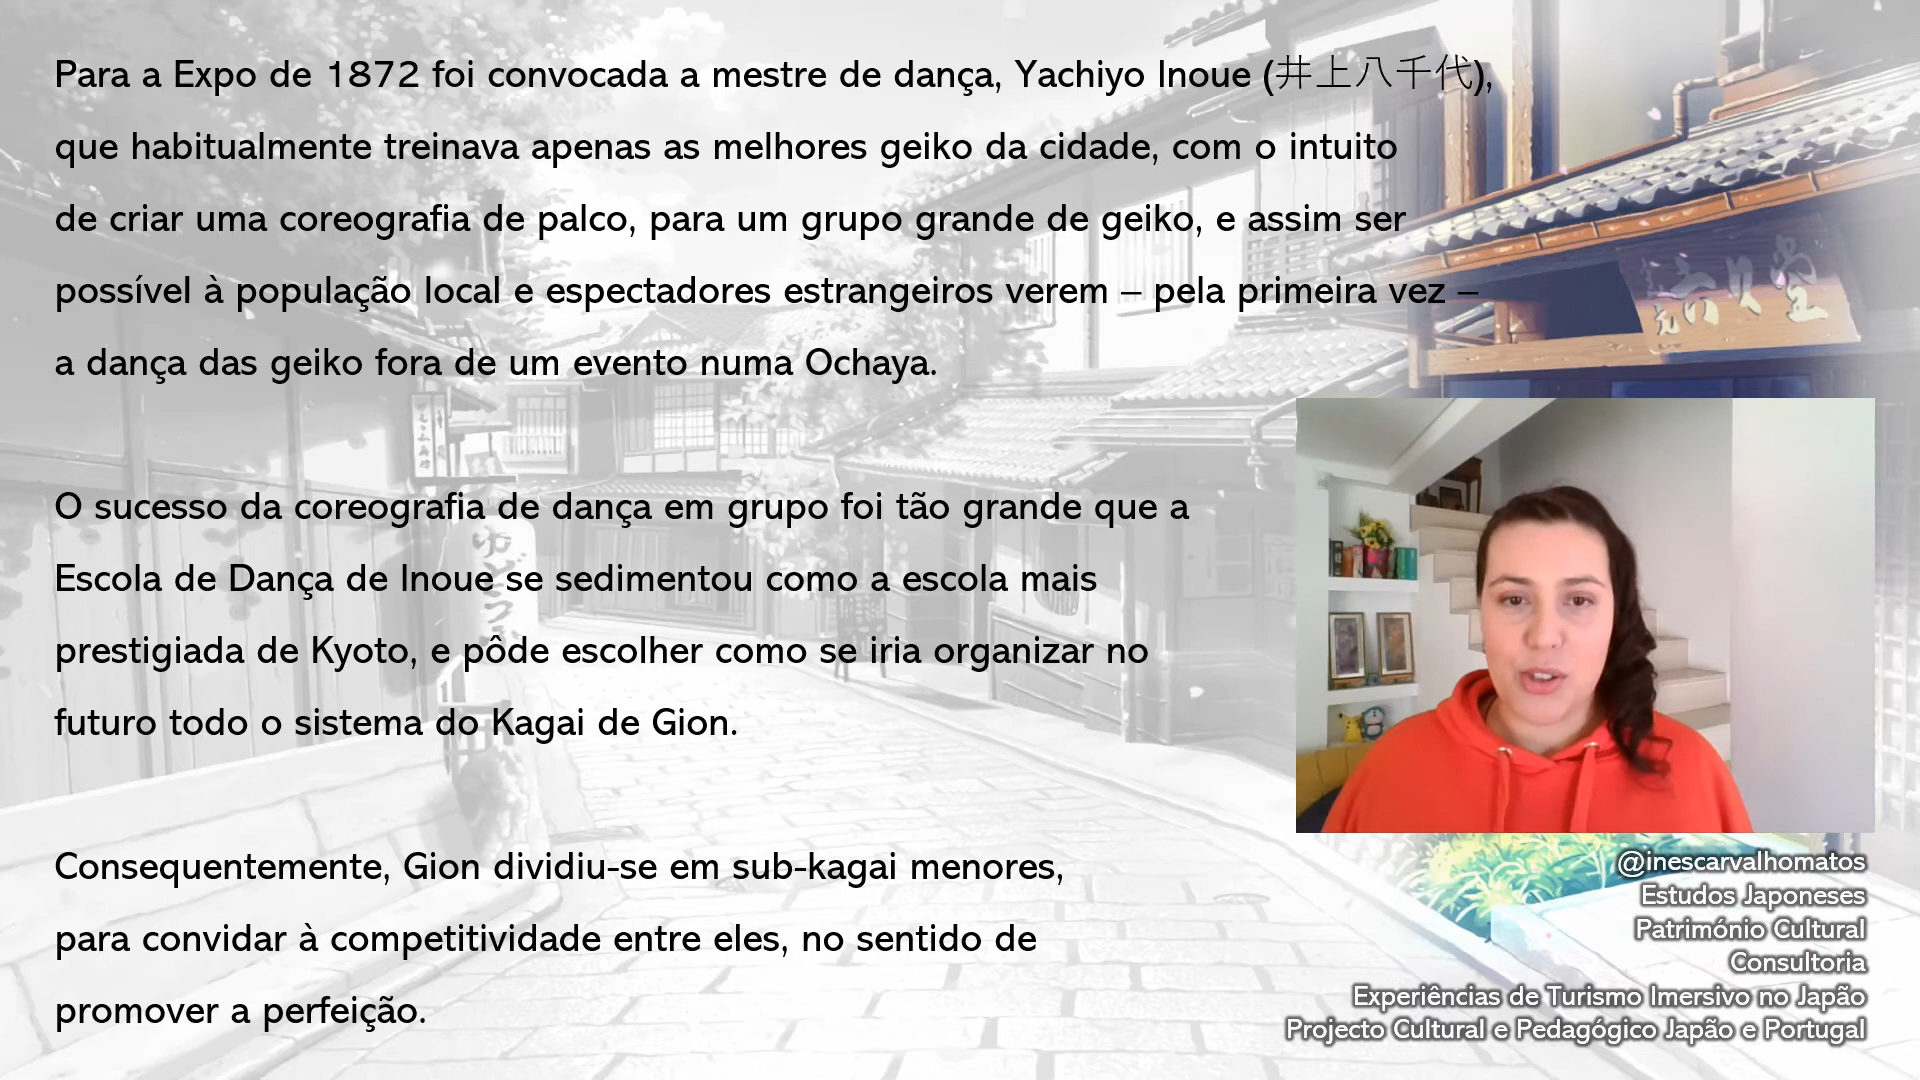 Para a Expo de 1872 foi convocada a mestre de dança, Yachiyo Inoue (井上八千代),
que habitualmente treinava apenas as melhores geiko da cidade, com o intuito
de criar uma coreografia de palco, para um grupo grande de geiko, e assim ser
possível à população local e espectadores estrangeiros verem – pela primeira vez –
a dança das geiko fora de um evento numa Ochaya.
O sucesso da coreografia de dança em grupo foi tão grande que a
Escola de Dança de Inoue se sedimentou como a escola mais
prestigiada de Kyoto, e pôde escolher como se iria organizar no
futuro todo o sistema do Kagai de Gion.
Consequentemente, Gion dividiu-se em sub-kagai menores,
para convidar à competitividade entre eles, no sentido de
promover a perfeição.
@inescarvalhomatos
Estudos Japoneses
Património Cultural
Consultoria
Experiências de Turismo Imersivo no Japão
Projecto Cultural e Pedagógico Japão e Portugal